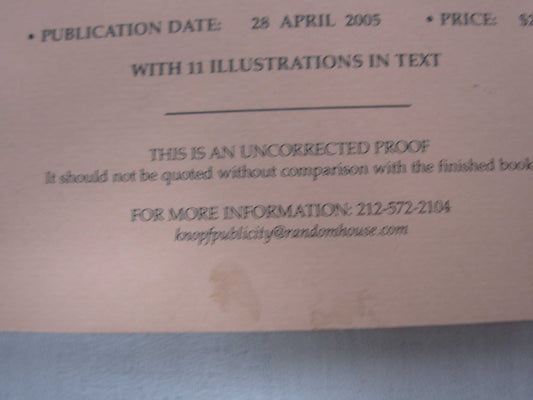 • PUBLICATION DATE: 28 APRIL 2005 • PRICE:
WITH 11 ILLUSTRATIONS IN TEXT
THIS IS AN UNCORRECTED PROOF
It should not be quoted without comparison with the finished book
FOR MORE INFORMATION: 212-572-2104
knopfpublicity@randomhouse.com